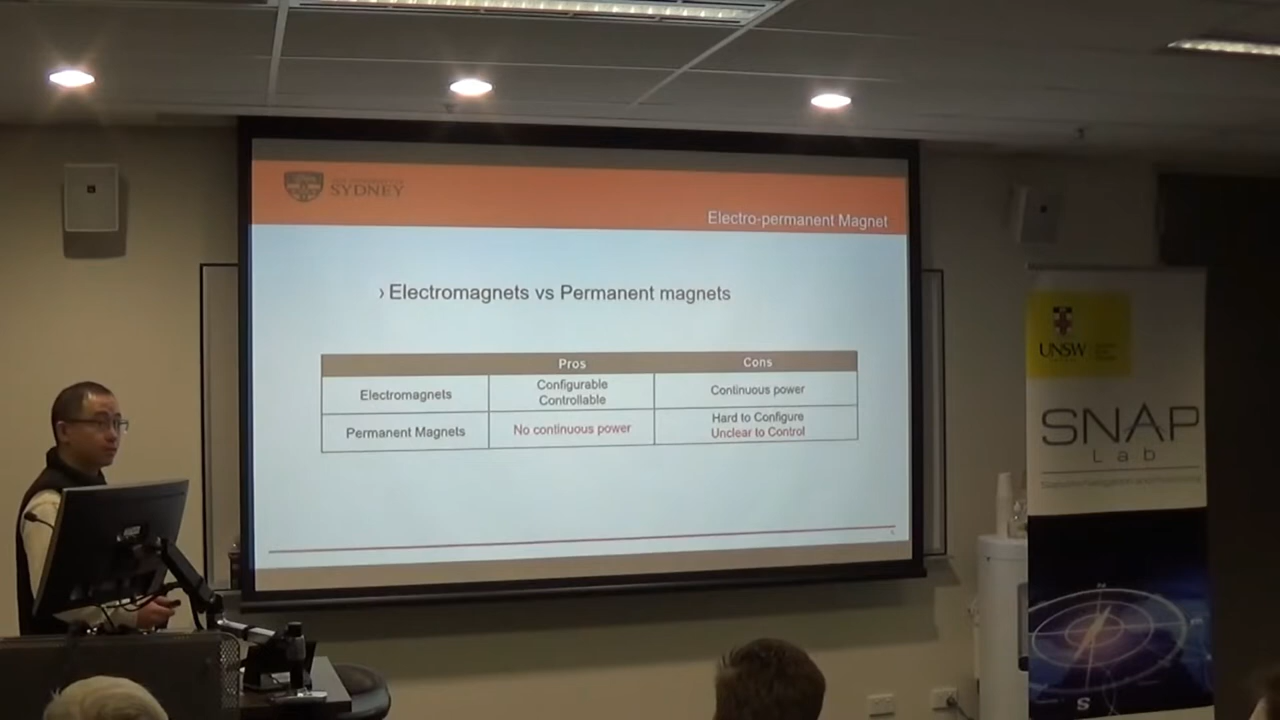 SYDNEY
Electro-permanent Magnet
› Electromagnets vs Permanent magnets
Pros Cons
Electromagnets Configurable Controllable Continuous power
Permanent Magnets No continuous power Hard to Configure Unclear to Control
UNSW
SNAP
Lab
N
S